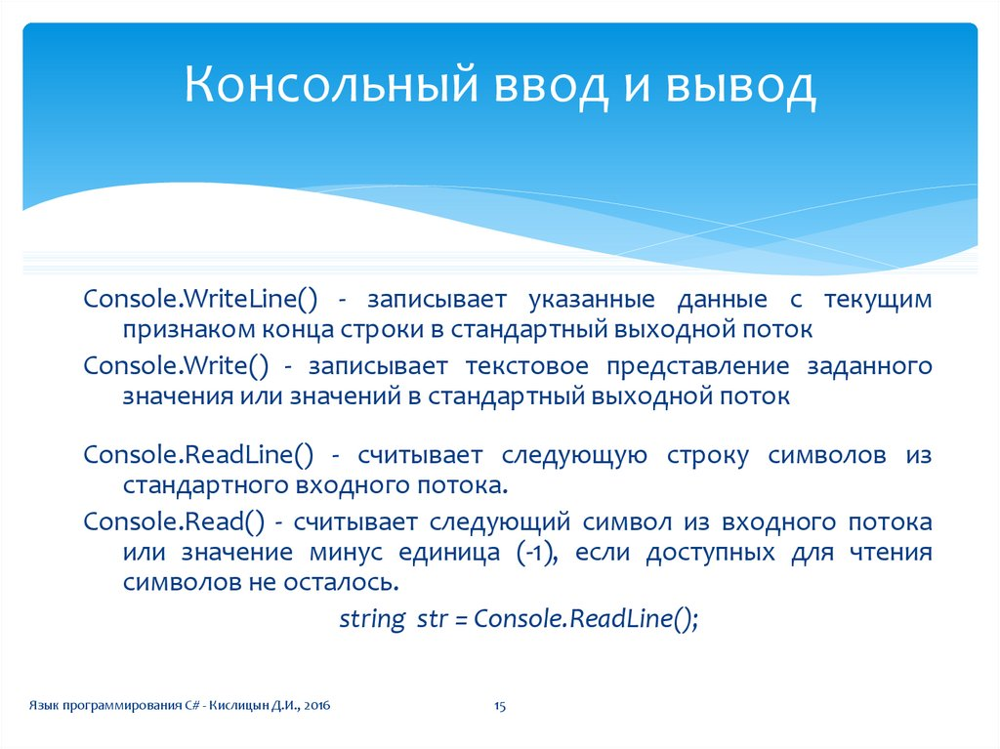 Консольный ввод и вывод
Console.WriteLine() - записывает указанные данные с текущим
признаком конца строки в стандартный выходной поток
Console.Write() - записывает текстовое представление заданного
значения или значений в стандартный выходной поток
Console.ReadLine() - считывает следующую строку символов из
стандартного входного потока.
Console.Read() - считывает следующий символ из входного потока
или значение минус единица (-1), если доступных для чтения
символов не осталось.
string str = Console.ReadLine();
Язык программирования C# - Кислицын Д.И., 2016
15